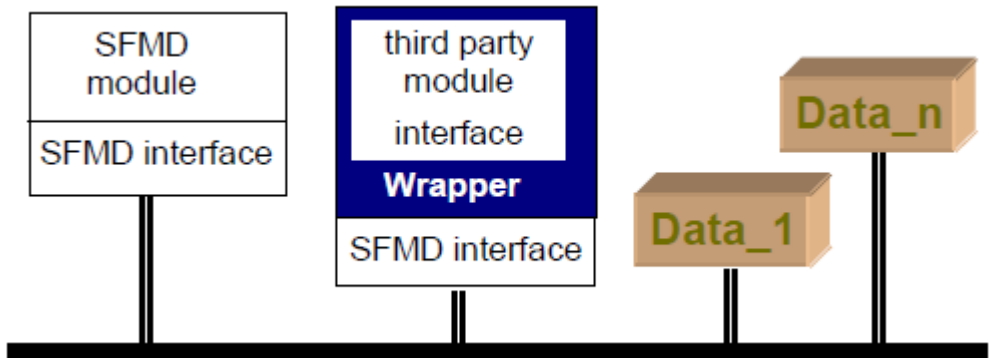 SFMD
module
SFMD interface
third party
module
interface
Wrapper
SFMD interface
Data_1
Data_n